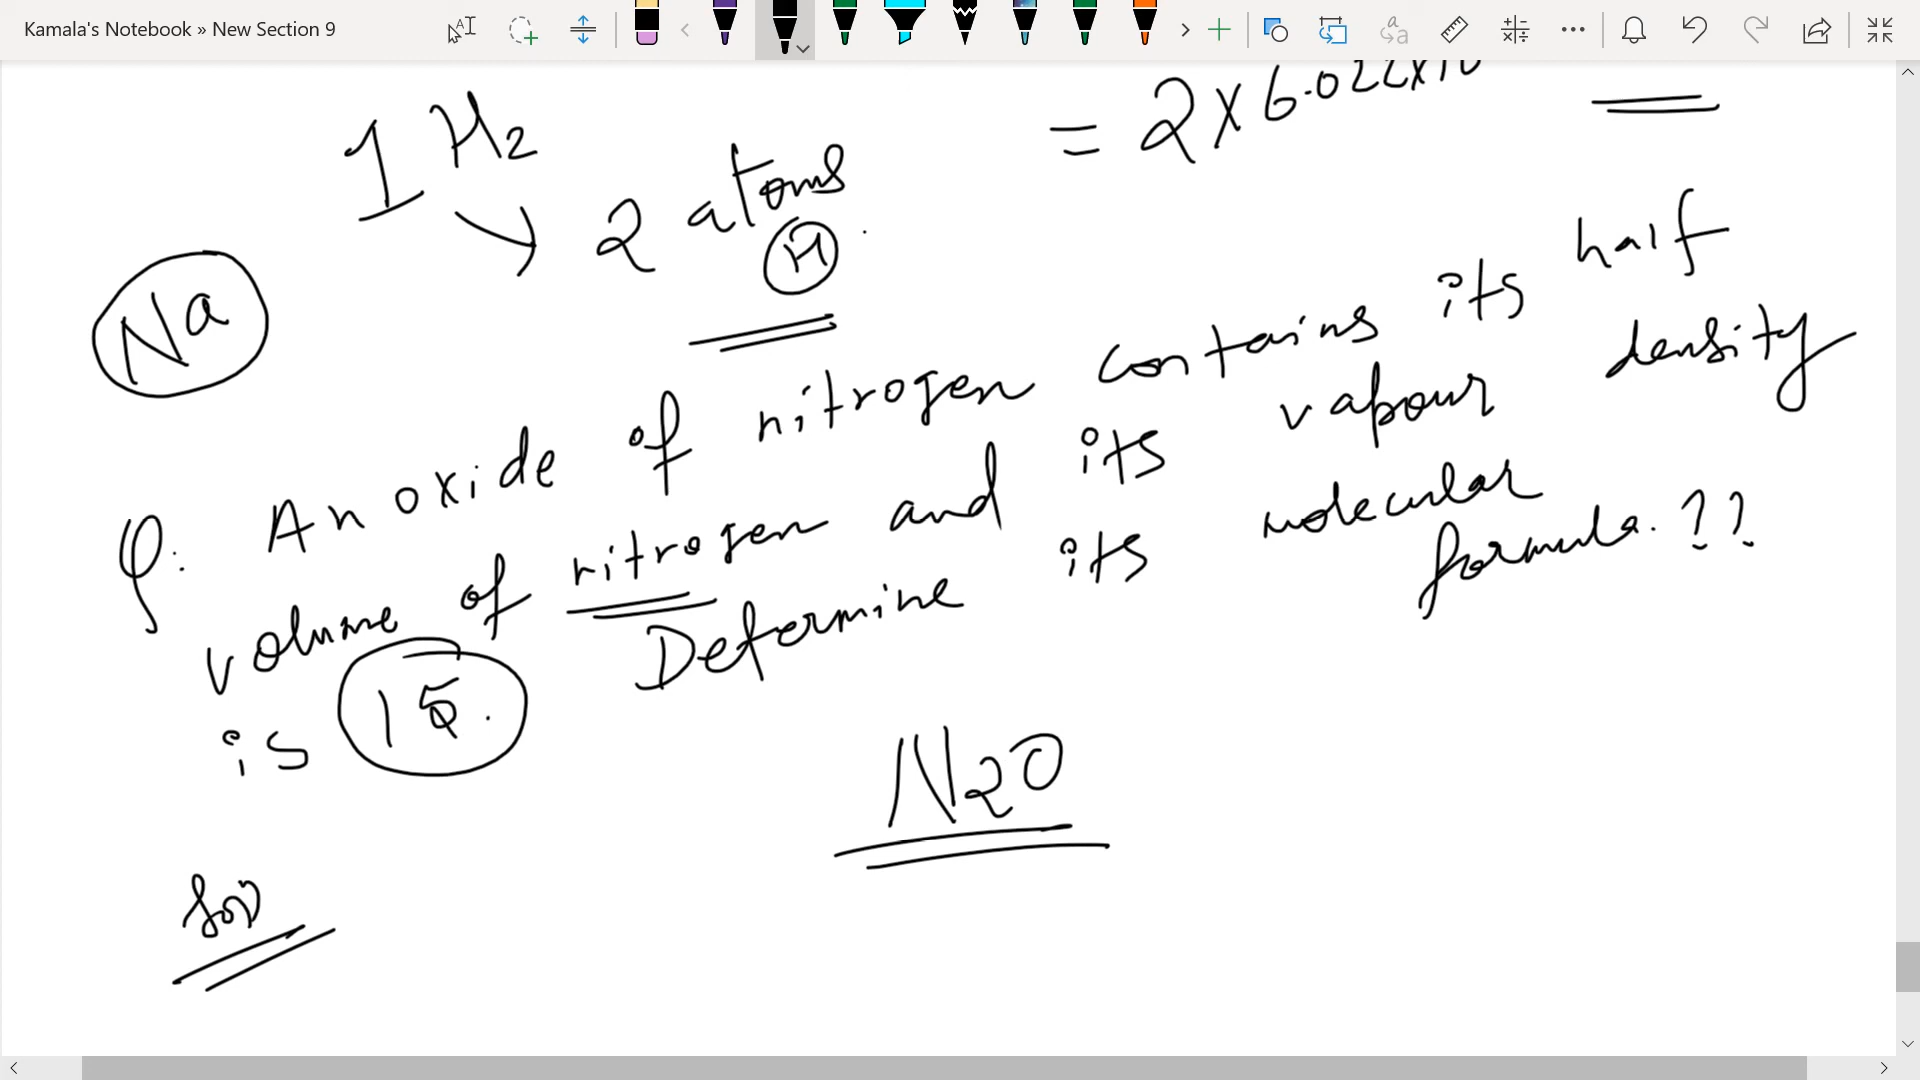 Kamala's Notebook » New Section 9
1 H2
= 2 X 6.022X10
→ 2 atoms
H
Na
Q: An oxide of nitrogen contains its half
volume of nitrogen and its vapour density
is 15. Determine its molecular
formula.??
N2O